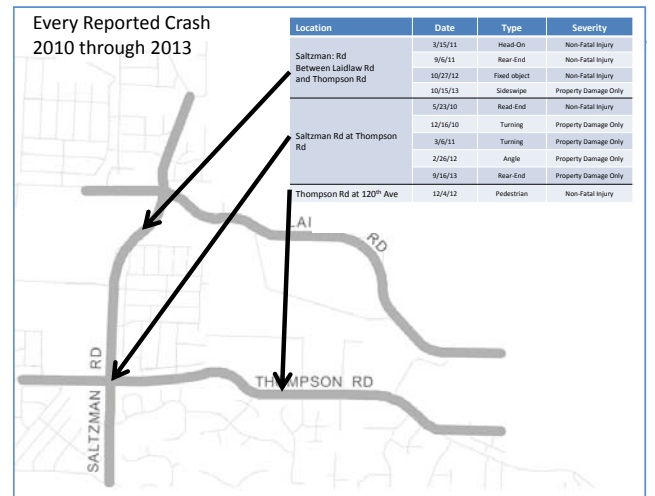 Every Reported Crash
2010 through 2013
Location Date Type Severity
Saltzman: Rd
Between Laidlaw Rd
and Thompson Rd
3/15/11 Head-On Non-Fatal Injury
9/6/11 Rear-End Non-Fatal Injury
10/27/12 Fixed object Non-Fatal Injury
10/15/13 Sideswipe Property Damage Only
Saltzman Rd at Thompson
Rd
5/23/10 Read-End Non-Fatal Injury
12/16/10 Turning Property Damage Only
3/6/11 Turning Property Damage Only
2/26/12 Angle Property Damage Only
9/16/13 Rear-End Property Damage Only
Thompson Rd at 120th Ave 12/4/12 Pedestrian Non-Fatal Injury
LAI RD
THOMPSON RD
SALTZMAN RD